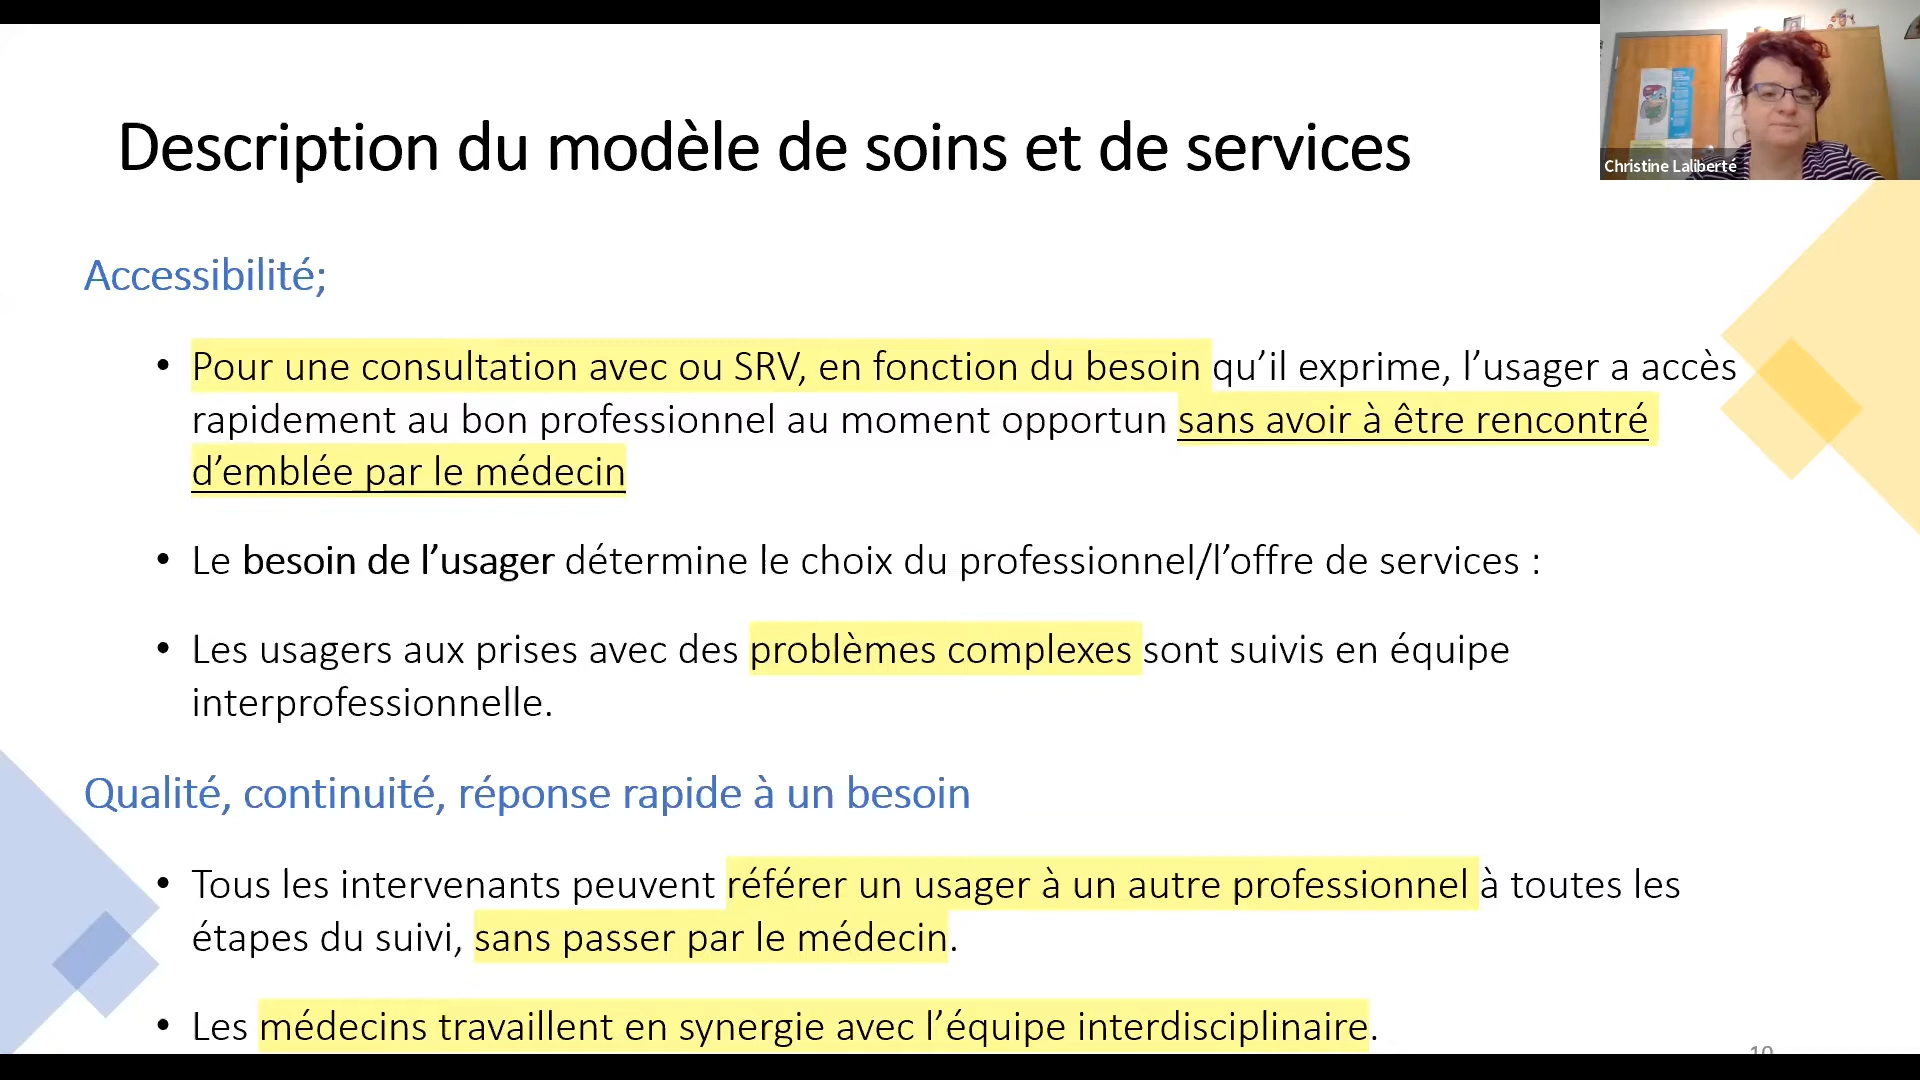 Description du modèle de soins et de services
Christine Laliberté
Accessibilité;
• Pour une consultation avec ou SRV, en fonction du besoin qu’il exprime, l’usager a accès
rapidement au bon professionnel au moment opportun sans avoir à être rencontré
d’emblée par le médecin
• Le besoin de l’usager détermine le choix du professionnel/l’offre de services :
• Les usagers aux prises avec des problèmes complexes sont suivis en équipe
interprofessionnelle.
Qualité, continuité, réponse rapide à un besoin
• Tous les intervenants peuvent référer un usager à un autre professionnel à toutes les
étapes du suivi, sans passer par le médecin.
• Les médecins travaillent en synergie avec l’équipe interdisciplinaire.